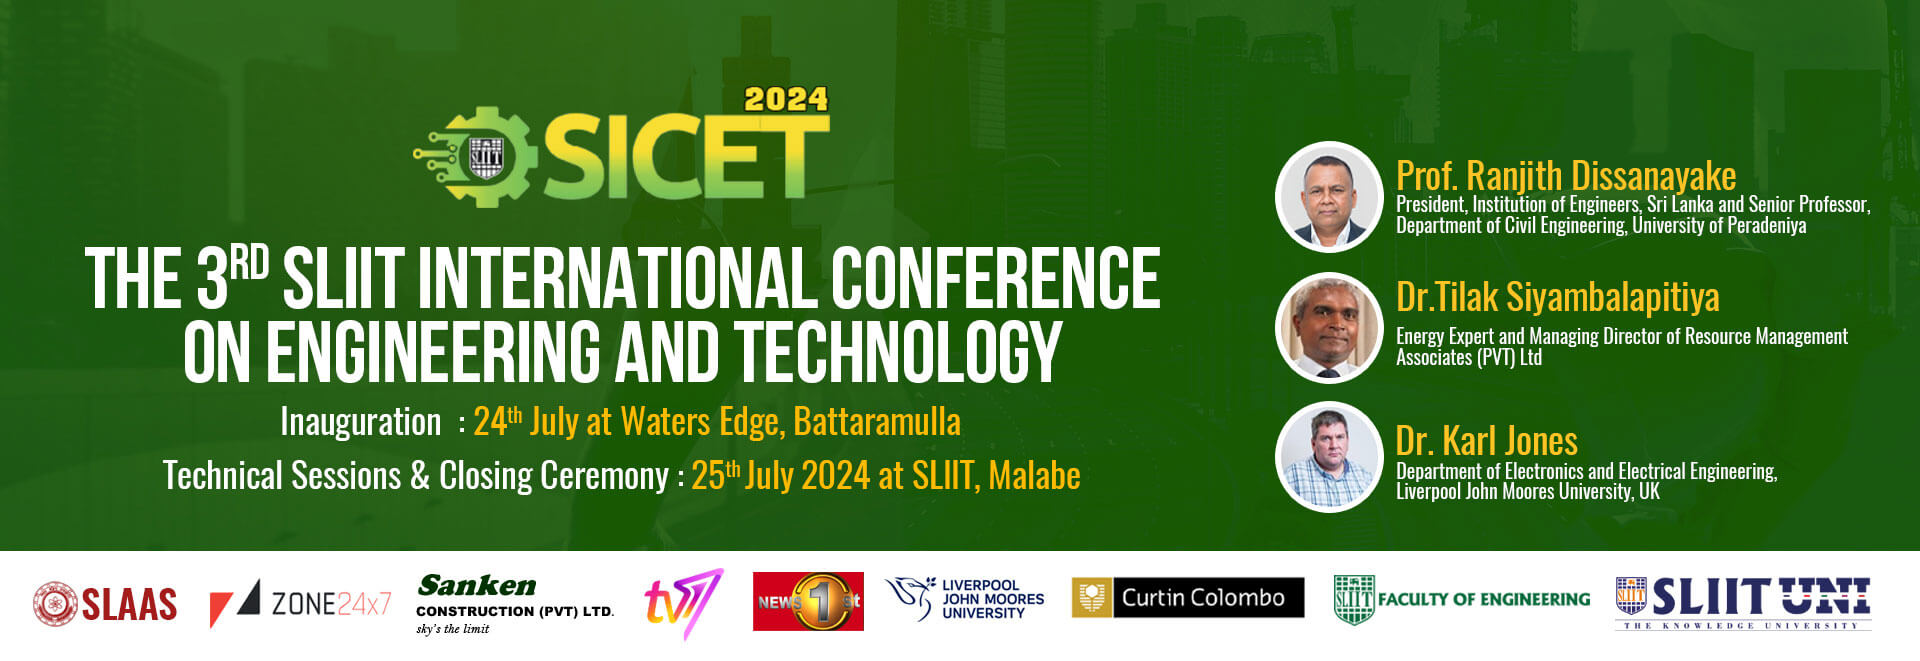 2024
SLIIT SICET
THE 3RD SLIIT INTERNATIONAL CONFERENCE
ON ENGINEERING AND TECHNOLOGY
Inauguration : 24th July at Waters Edge, Battaramulla
Technical Sessions & Closing Ceremony : 25th July 2024 at SLIIT, Malabe
Prof. Ranjith Dissanayake
President, Institution of Engineers, Sri Lanka and Senior Professor,
Department of Civil Engineering, University of Peradeniya
Dr.Tilak Siyambalapitiya
Energy Expert and Managing Director of Resource Management
Associates (PVT) Ltd
Dr. Karl Jones
Department of Electronics and Electrical Engineering,
Liverpool John Moores University, UK
SLAAS
ZONE24x7
Sanken
CONSTRUCTION (PVT) LTD.
sky's the limit
tv1
NEWS 1st
LIVERPOOL
JOHN MOORES
UNIVERSITY
Curtin Colombo
SLIIT FACULTY OF ENGINEERING
SLIIT SLIIT UNI
THE KNOWLEDGE UNIVERSITY